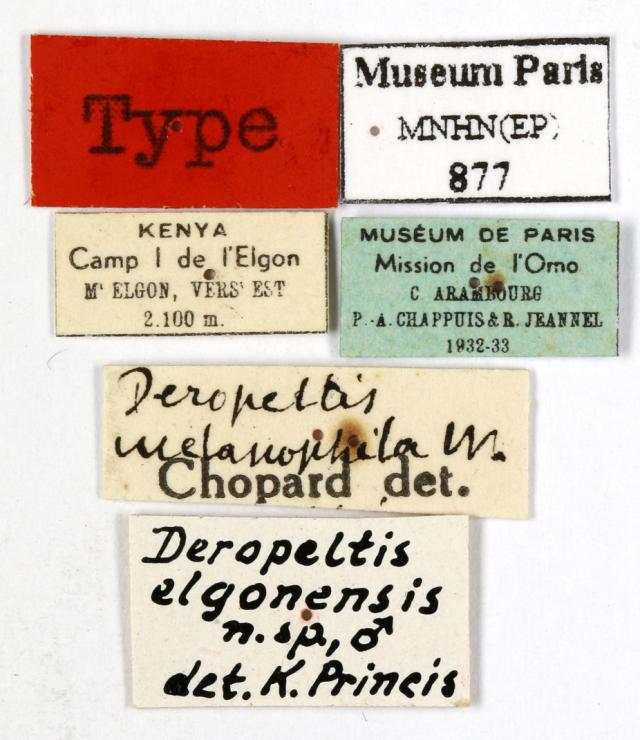 Type
Museum Paris
MNHN(EP)
877
KENYA
Camp I de l'Elgon
Mt ELGON, VERSt EST
2.100 m.
MUSÉUM DE PARIS
Mission de l'Omo
C ARAMBOURG
P.-A. CHAPPUIS & R. JEANNEL
1932-33
Deropeltis
melanophila W.
Chopard det.
Deropeltis
elgonensis
n.sp., ♂
det. K. Princis